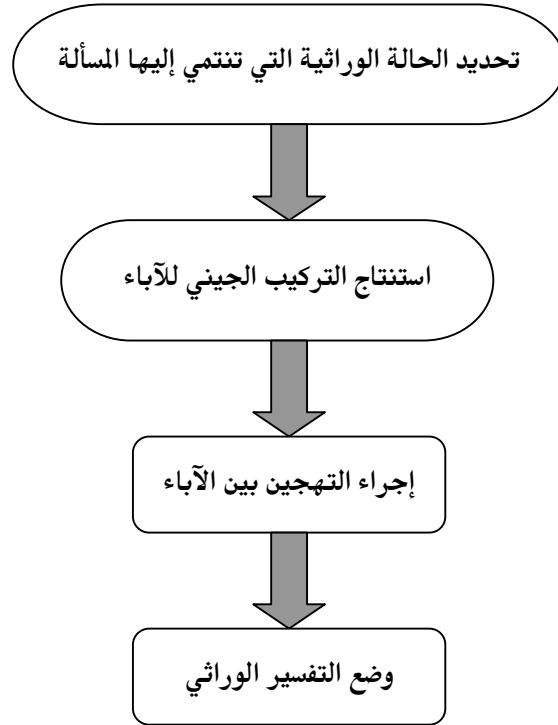 تحديد الحالة الوراثية التي تنتمي إليها المسألة
استنتاج التركيب الجيني للآباء
إجراء التهجين بين الآباء
وضع التفسير الوراثي